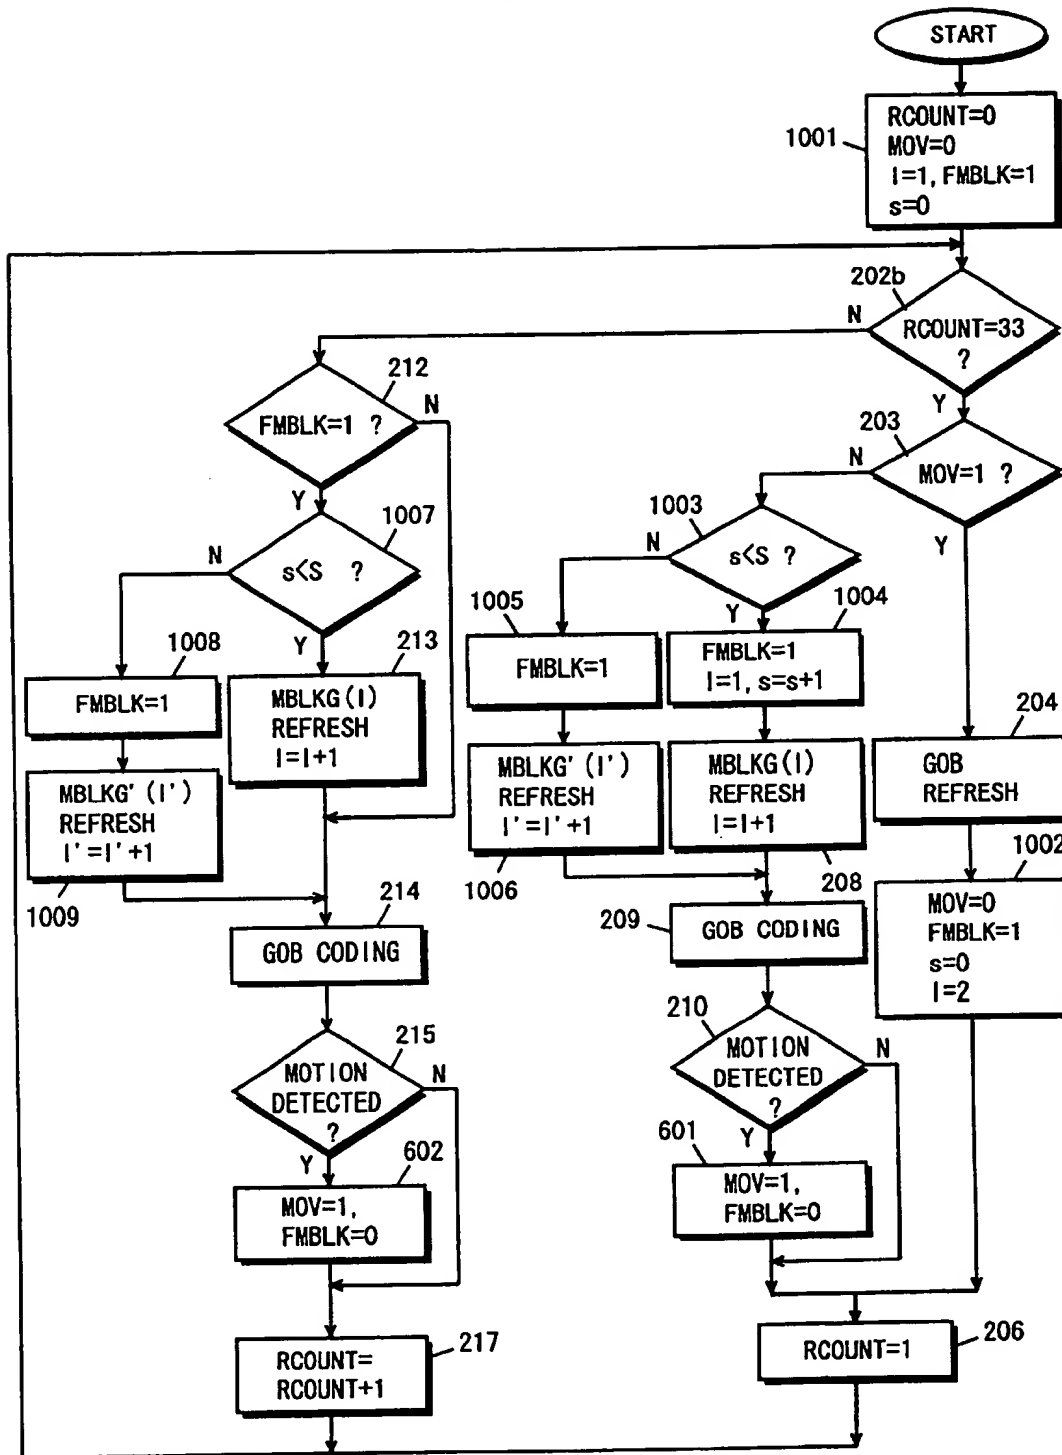 START
1001
RCOUNT=0
MOV=0
I=1, FMBLK=1
s=0
202b
N
RCOUNT=33
?
Y
212
FMBLK=1 ?
N
Y
203
N
MOV=1 ?
Y
1007
N
s<S ?
Y
1003
N
s<S ?
Y
1008
FMBLK=1
213
MBLKG(I)
REFRESH
I=I+1
1005
FMBLK=1
1004
FMBLK=1
I=1, s=s+1
204
GOB
REFRESH
MBLKG'(I')
REFRESH
I'=I'+1
1009
MBLKG'(I')
REFRESH
I'=I'+1
1006
MBLKG(I)
REFRESH
I=I+1
208
1002
MOV=0
FMBLK=1
s=0
I=2
214
GOB CODING
209
GOB CODING
215
MOTION
DETECTED
?
N
Y
210
MOTION
DETECTED
?
N
Y
602
MOV=1,
FMBLK=0
601
MOV=1,
FMBLK=0
RCOUNT=
RCOUNT+1
217
RCOUNT=1
206